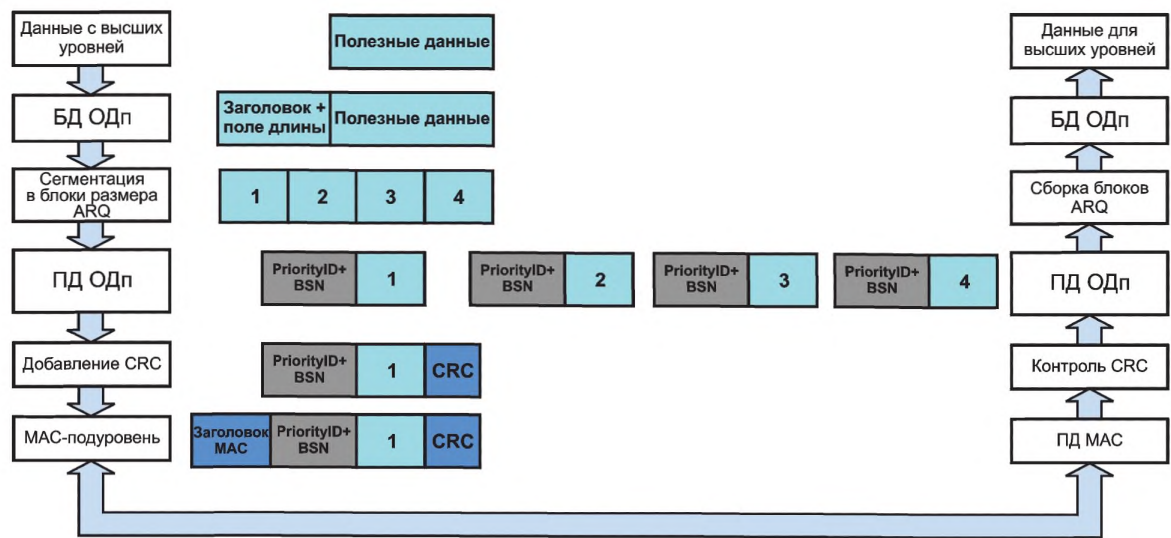 Данные с высших
уровней
Полезные данные
Данные для
высших уровней
БД ОДп
Заголовок +
поле длины
Полезные данные
БД ОДп
Сегментация
в блоки размера
ARQ
1
2
3
4
Сборка блоков
ARQ
ПД ОДп
PriorityID+
BSN
1
PriorityID+
BSN
2
PriorityID+
BSN
3
PriorityID+
BSN
4
ПД ОДп
Добавление CRC
PriorityID+
BSN
1
CRC
Контроль CRC
МАС-подуровень
Заголовок
МАС
PriorityID+
BSN
1
CRC
ПД МАС